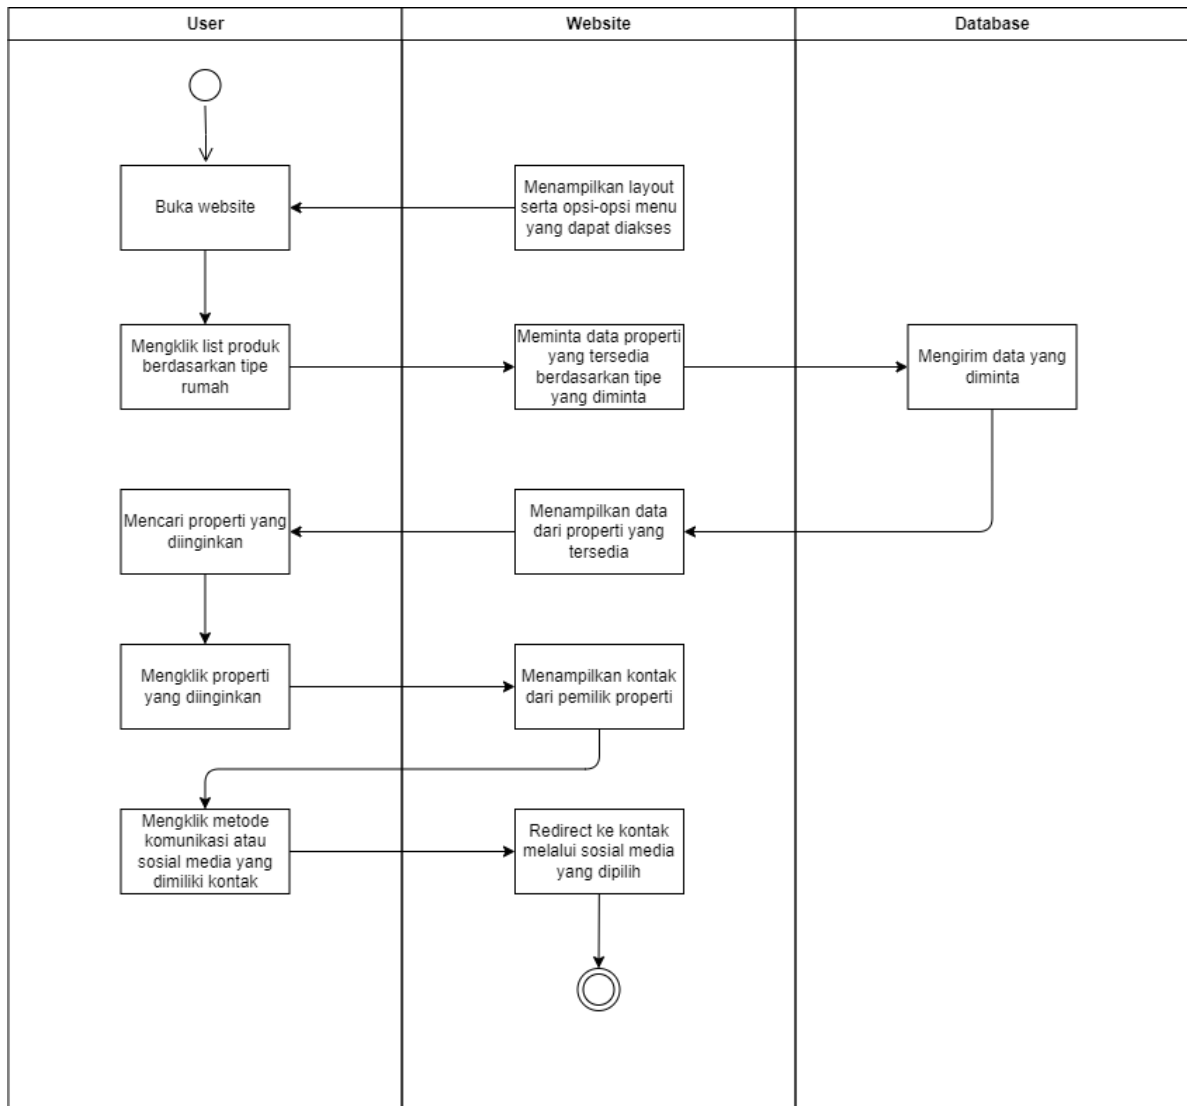 User
Website
Database
Buka website
Menampilkan layout
serta opsi-opsi menu
yang dapat diakses
Mengklik list produk
berdasarkan tipe
rumah
Meminta data properti
yang tersedia
berdasarkan tipe
yang diminta
Mengirim data yang
diminta
Mencari properti yang
diinginkan
Menampilkan data
dari properti yang
tersedia
Mengklik properti
yang diinginkan
Menampilkan kontak
dari pemilik properti
Mengklik metode
komunikasi atau
sosial media yang
dimiliki kontak
Redirect ke kontak
melalui sosial media
yang dipilih